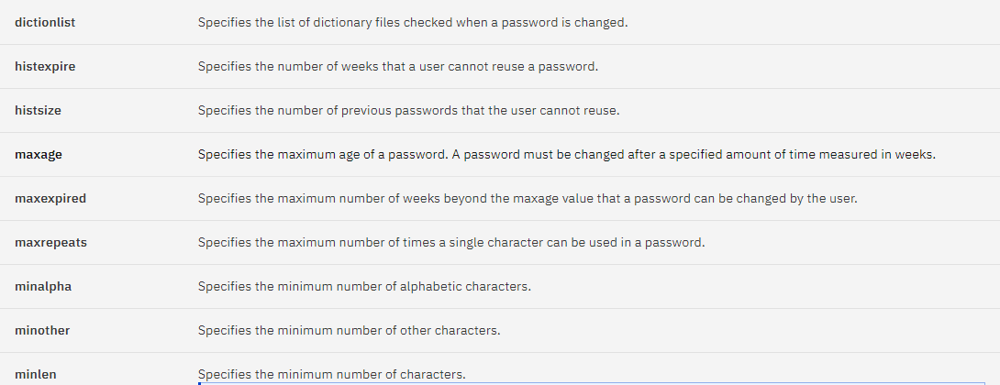 dictionlist Specifies the list of dictionary files checked when a password is changed.
histexpire Specifies the number of weeks that a user cannot reuse a password.
histsize Specifies the number of previous passwords that the user cannot reuse.
maxage Specifies the maximum age of a password. A password must be changed after a specified amount of time measured in weeks.
maxexpired Specifies the maximum number of weeks beyond the maxage value that a password can be changed by the user.
maxrepeats Specifies the maximum number of times a single character can be used in a password.
minalpha Specifies the minimum number of alphabetic characters.
minother Specifies the minimum number of other characters.
minlen Specifies the minimum number of characters.